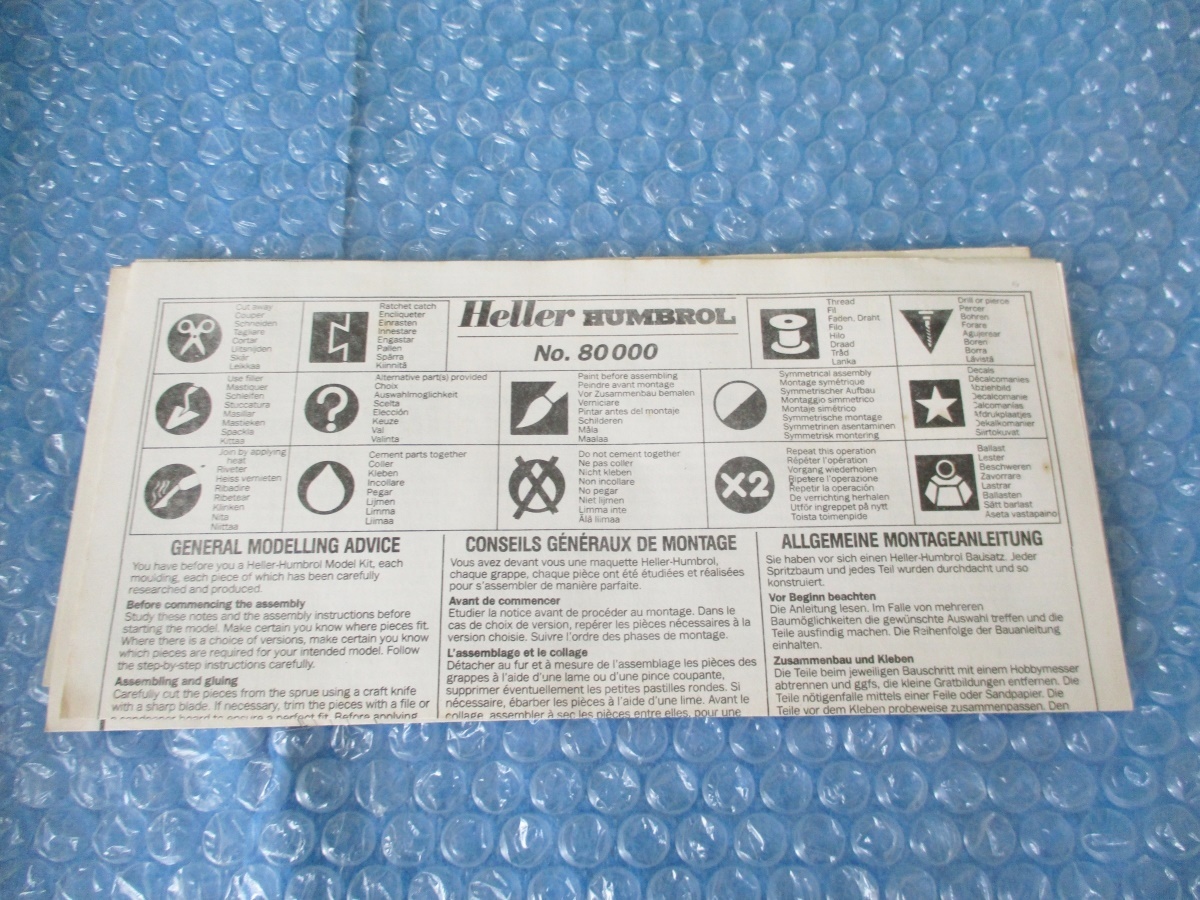 Cut away
Couper
Schneiden
Tagliare
Cortar
Uitsnijden
Skär
Leikkaa
Ratchet catch
Encliqueter
Einrasten
Innestare
Engastar
Pallen
Spärra
Kiinnitä
Heller HUMBROL
No. 80 000
Thread
Fil
Faden, Draht
Filo
Hilo
Draad
Tråd
Lanka
Drill or pierce
Percer
Bohren
Forare
Agujerear
Boren
Borra
Lävistä
Use filler
Mastiquer
Schleifen
Stuccatura
Masillar
Mastieken
Spackla
Kittaa
?
Alternative part(s) provided
Choix
Auswahlmoglichkeit
Scelta
Elección
Keuze
Val
Valinta
Paint before assembling
Peindre avant montage
Vor Zusammenbau bemalen
Verniciare
Pintar antes del montaje
Schilderen
Måla
Maalaa
Symmetrical assembly
Montage symétrique
Symmetrischer Aufbau
Montaggio simmetrico
Montaje simétrico
Symmetrische montage
Symmetrinen asentaminen
Symmetrisk montering
Decals
Décalcomanies
Abziehbild
Decalcomanie
Calcomanías
Afdrukplaatjes
Dekalkomanier
Siirtokuvat
Join by applying
heat
Riveter
Heiss vernieten
Ribadire
Ribetear
Klinken
Nita
Niittaa
Cement parts together
Coller
Kleben
Incollare
Pegar
Lijmen
Limma
Liimaa
Do not cement together
Ne pas coller
Nicht kleben
Non incollare
No pegar
Niet lijmen
Limma inte
Älä liimaa
X2
Repeat this operation
Répéter l'opération
Vorgang wiederholen
Ripetere l'operazione
Repetir la operación
De verrichting herhalen
Utför ingreppet på nytt
Toista toimenpide
Ballast
Lester
Beschweren
Zavorrare
Lastrar
Ballasten
Sätt barlast
Aseta vastapaino
GENERAL MODELLING ADVICE
You have before you a Heller-Humbrol Model Kit, each
moulding, each piece of which has been carefully
researched and produced.
Before commencing the assembly
Study these notes and the assembly instructions before
starting the model. Make certain you know where pieces fit.
Where there is a choice of versions, make certain you know
which pieces are required for your intended model. Follow
the step-by-step instructions carefully.
Assembling and gluing
Carefully cut the pieces from the sprue using a craft knife
with a sharp blade. If necessary, trim the pieces with a file or
a sandpaper board to ensure a perfect fit. Before applying
CONSEILS GÉNÉRAUX DE MONTAGE
Vous avez devant vous une maquette Heller-Humbrol,
chaque grappe, chaque pièce ont été étudiées et réalisées
pour s'assembler de manière parfaite.
Avant de commencer
Etudier la notice avant de procéder au montage. Dans le
cas de choix de version, repérer les pièces nécessaires à la
version choisie. Suivre l'ordre des phases de montage.
L'assemblage et le collage
Détacher au fur et à mesure de l'assemblage les pièces des
grappes à l'aide d'une lame ou d'une pince coupante,
supprimer éventuellement les petites pastilles rondes. Si
nécessaire, ébarber les pièces à l'aide d'une lime. Avant le
collage, assembler à sec les pièces entre elles, pour une
ALLGEMEINE MONTAGEANLEITUNG
Sie haben vor sich einen Heller-Humbrol Bausatz. Jeder
Spritzbaum und jedes Teil wurden durchdacht und so
konstruiert.
Vor Beginn beachten
Die Anleitung lesen. Im Falle von mehreren
Baumöglichkeiten die gewünschte Auswahl treffen und die
Teile ausfindig machen. Die Raihenfolge der Bauanleitung
einhalten.
Zusammenbau und Kleben
Die Teile beim jeweiligen Bauschritt mit einem Hobbymesser
abtrennen und ggfs, die kleine Gratbildungen entfernen. Die
Teile nötigenfalle mittels einer Feile oder Sandpapier. Die
Teile vor dem Kleben probeweise zusammenpassen. Den